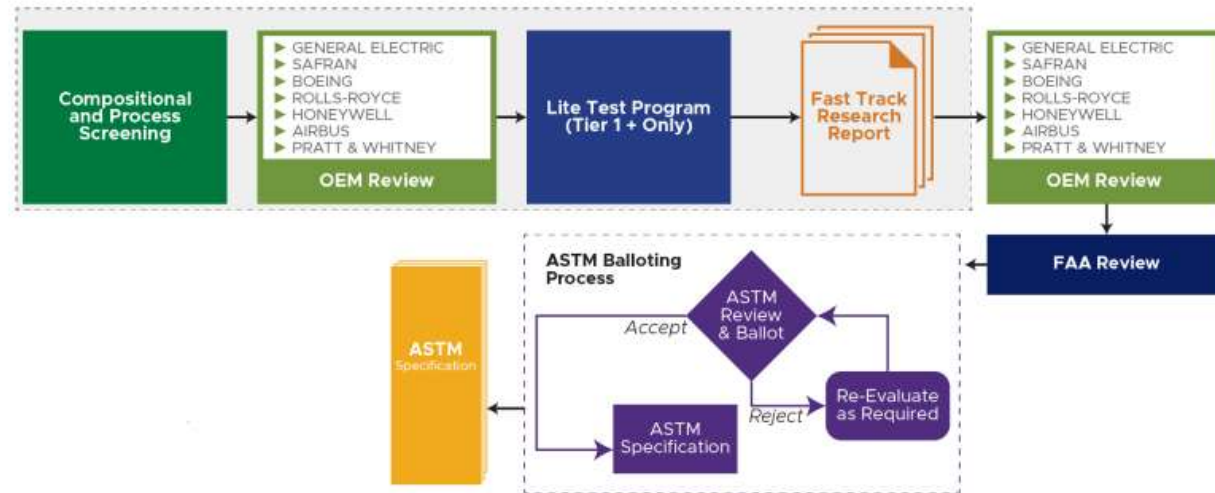 Compositional
and Process
Screening
► GENERAL ELECTRIC
► SAFRAN
► BOEING
► ROLLS-ROYCE
► HONEYWELL
► AIRBUS
► PRATT & WHITNEY
OEM Review
Lite Test Program
(Tier 1 + Only)
Fast Track
Research
Report
► GENERAL ELECTRIC
► SAFRAN
► BOEING
► ROLLS-ROYCE
► HONEYWELL
► AIRBUS
► PRATT & WHITNEY
OEM Review
FAA Review
ASTM Balloting
Process
ASTM
Review
& Ballot
Accept
Reject
Re-Evaluate
as Required
ASTM
Specification
ASTM
Specification